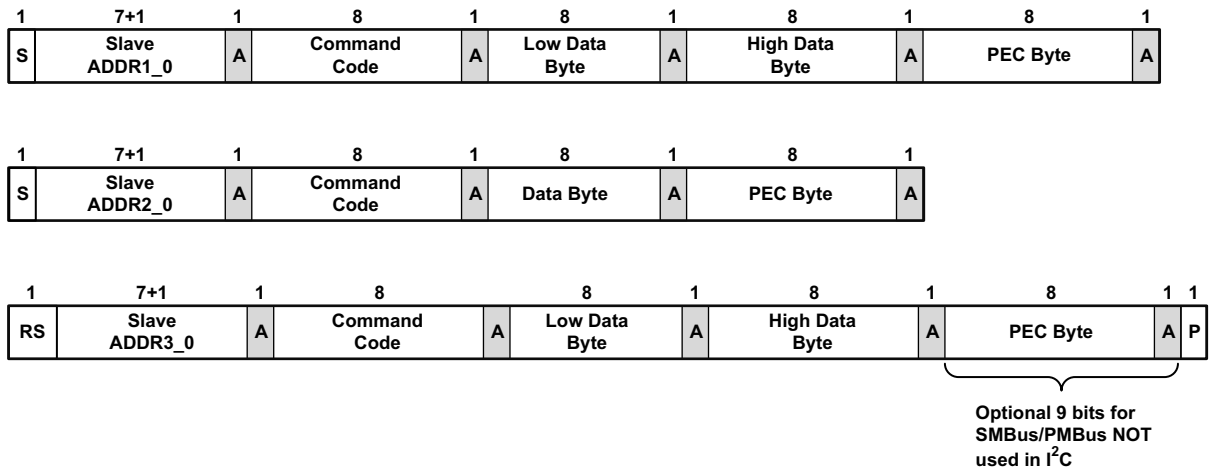 1 7+1 1 8 1 8 1 8 1 8 1
S Slave ADDR1_0 A Command Code A Low Data Byte A High Data Byte A PEC Byte A
1 7+1 1 8 1 8 1 8 1
S Slave ADDR2_0 A Command Code A Data Byte A PEC Byte A
1 7+1 1 8 8 1 8 1 8 1 1
RS Slave ADDR3_0 A Command Code A Low Data Byte A High Data Byte A PEC Byte A P
Optional 9 bits for
SMBus/PMBus NOT
used in I²C